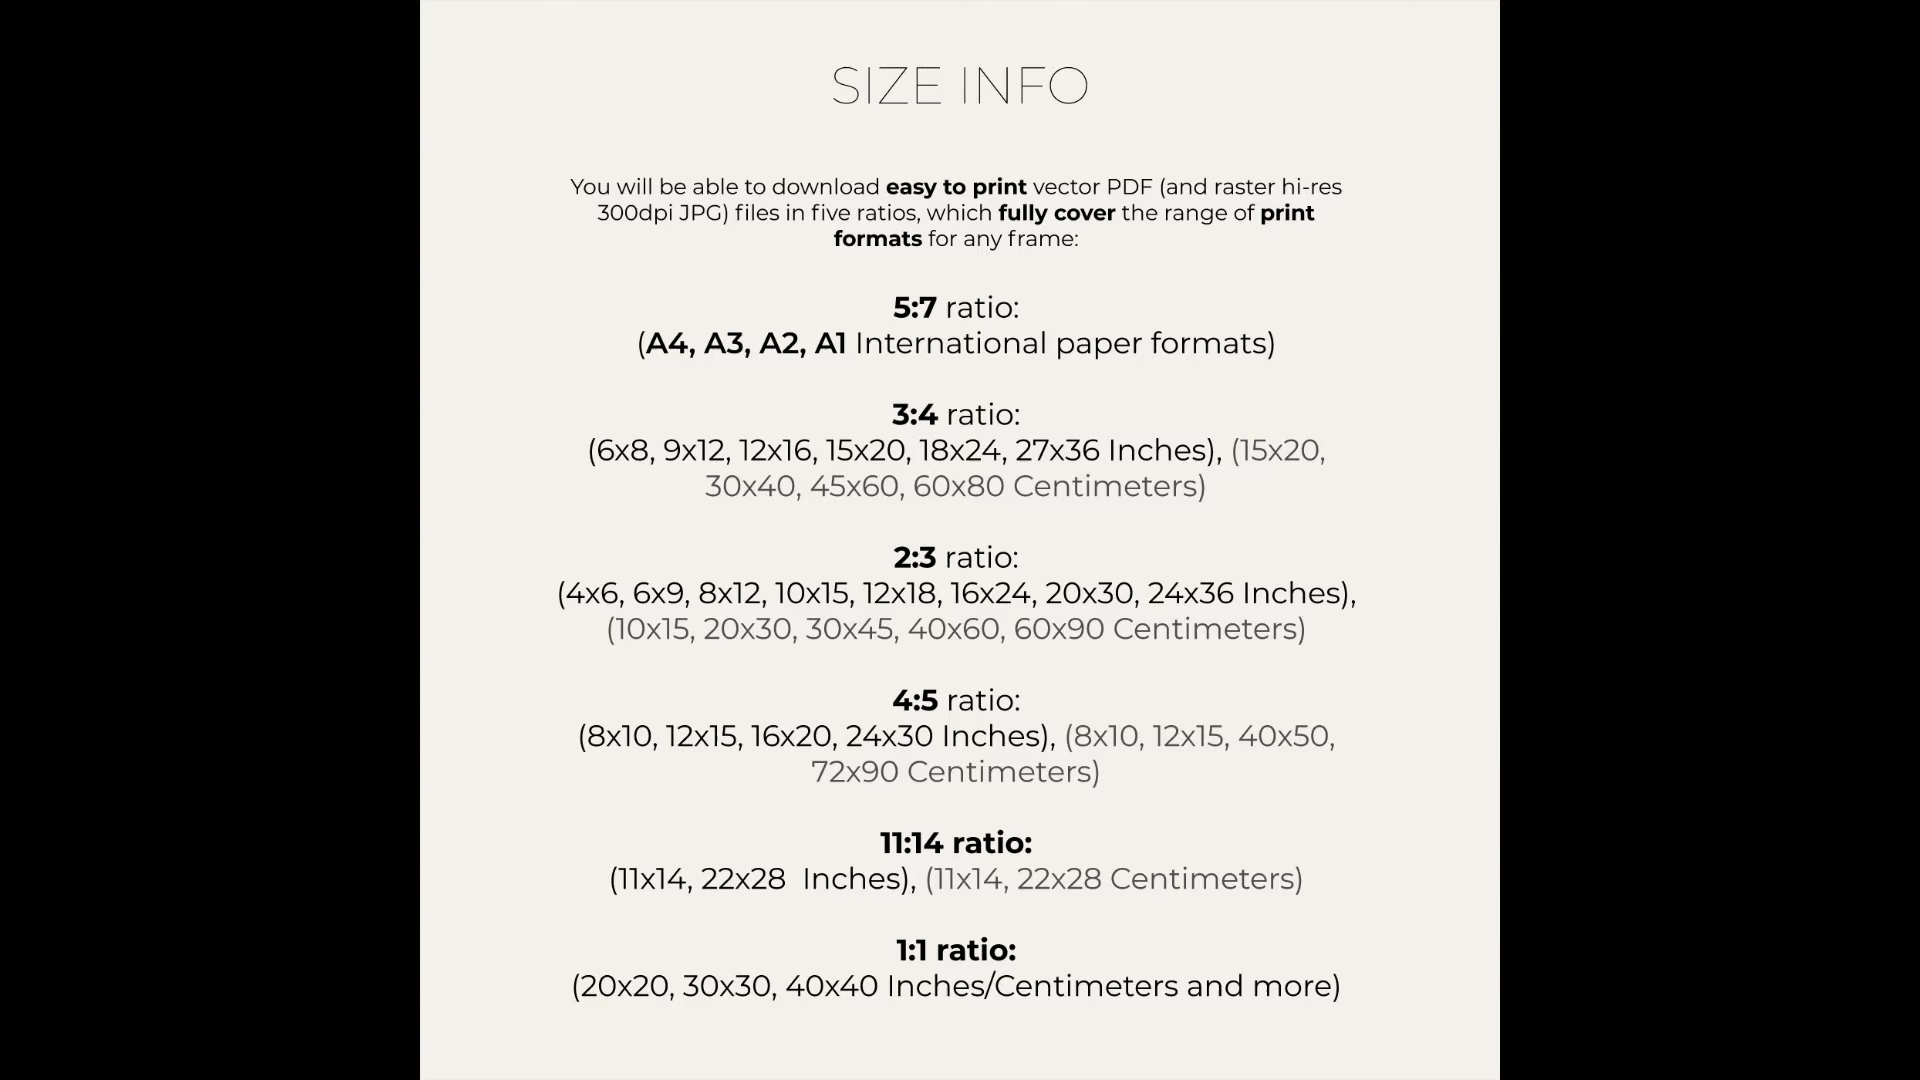 SIZE INFO
You will be able to download easy to print vector PDF (and raster hi-res
300dpi JPG) files in five ratios, which fully cover the range of print
formats for any frame:
5:7 ratio:
(A4, A3, A2, A1 International paper formats)
3:4 ratio:
(6x8, 9x12, 12x16, 15x20, 18x24, 27x36 Inches), (15x20,
30x40, 45x60, 60x80 Centimeters)
2:3 ratio:
(4x6, 6x9, 8x12, 10x15, 12x18, 16x24, 20x30, 24x36 Inches),
(10x15, 20x30, 30x45, 40x60, 60x90 Centimeters)
4:5 ratio:
(8x10, 12x15, 16x20, 24x30 Inches), (8x10, 12x15, 40x50,
72x90 Centimeters)
11:14 ratio:
(11x14, 22x28  Inches), (11x14, 22x28 Centimeters)
1:1 ratio:
(20x20, 30x30, 40x40 Inches/Centimeters and more)